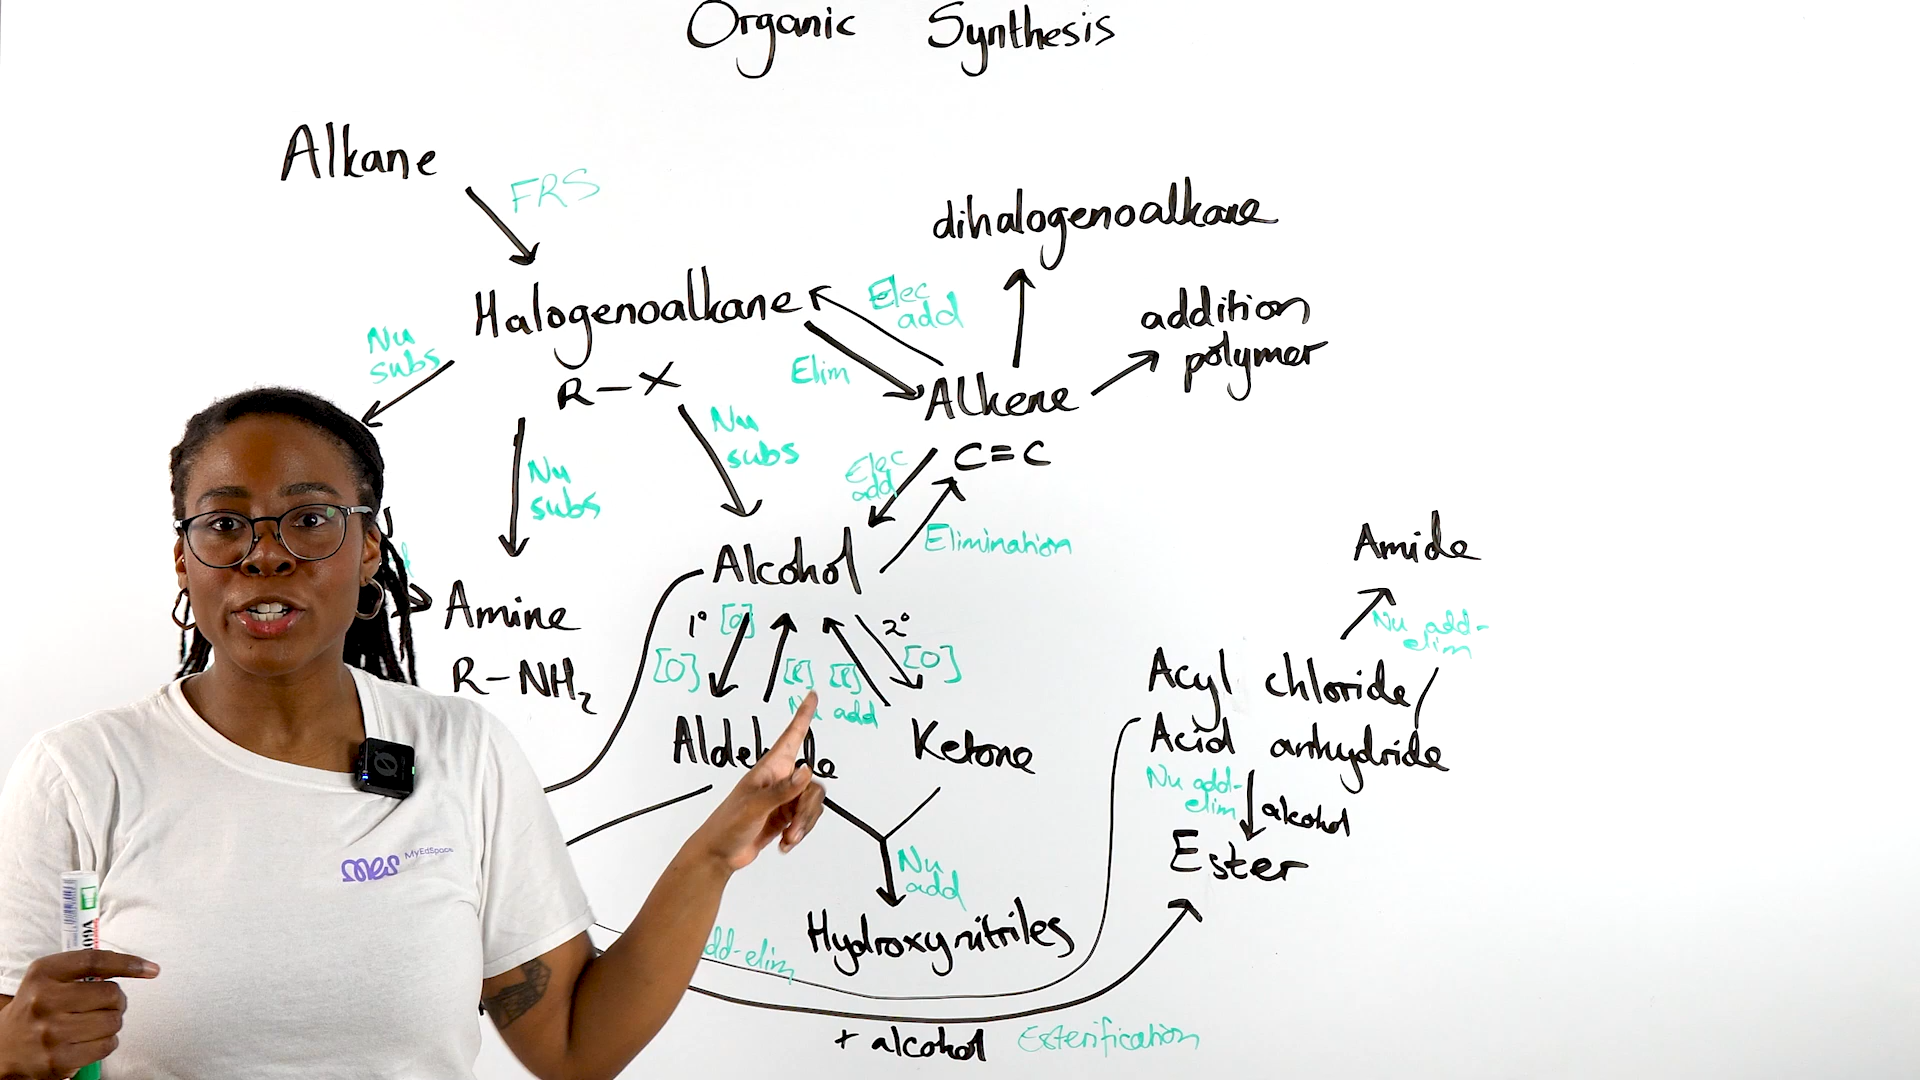 Organic Synthesis
Alkane
FRS
dihalogenoalkane
Halogenoalkane
R-X
Elec
add
addition
polymer
Nu
subs
Elim
Alkene
C=C
Nu
subs
Nu
subs
Elec
add
Elimination
Alcohol
Amide
Amine
R-NH2
1° [O]
[O]
2°
[O]
[R] [R]
Nu add
Nu add-
elim
Acyl chloride/
Acid anhydride
Aldehyde
Ketone
Nu add-
elim
alcohol
Ester
Nu
add
Hydroxynitriles
add-elim
+ alcohol
Esterification
mes MyEdSpace